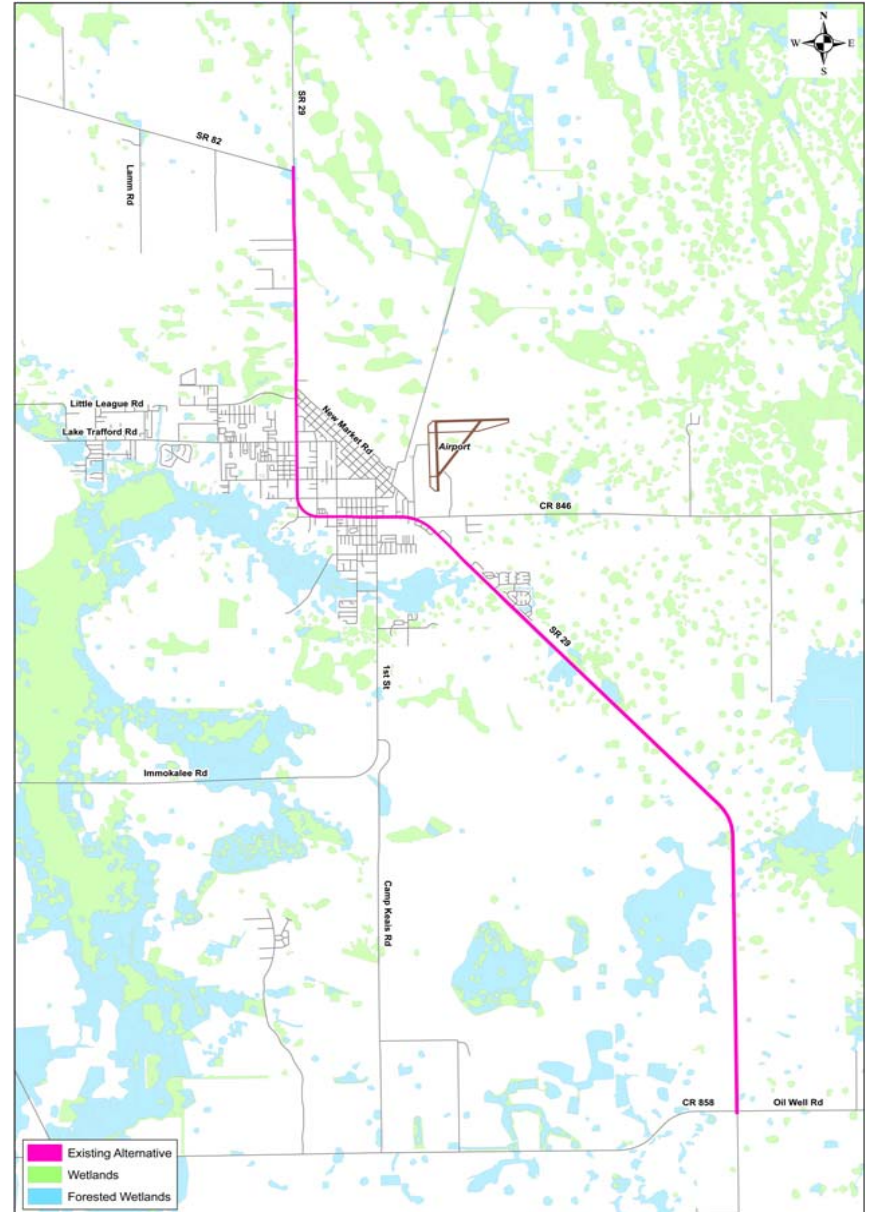 N
W E
S
SR 29
SR 82
Lamm Rd
Little League Rd
New Market Rd
Lake Trafford Rd
Airport
CR 846
SR 29
1st St
Immokalee Rd
Camp Keais Rd
CR 858
Oil Well Rd
Existing Alternative
Wetlands
Forested Wetlands